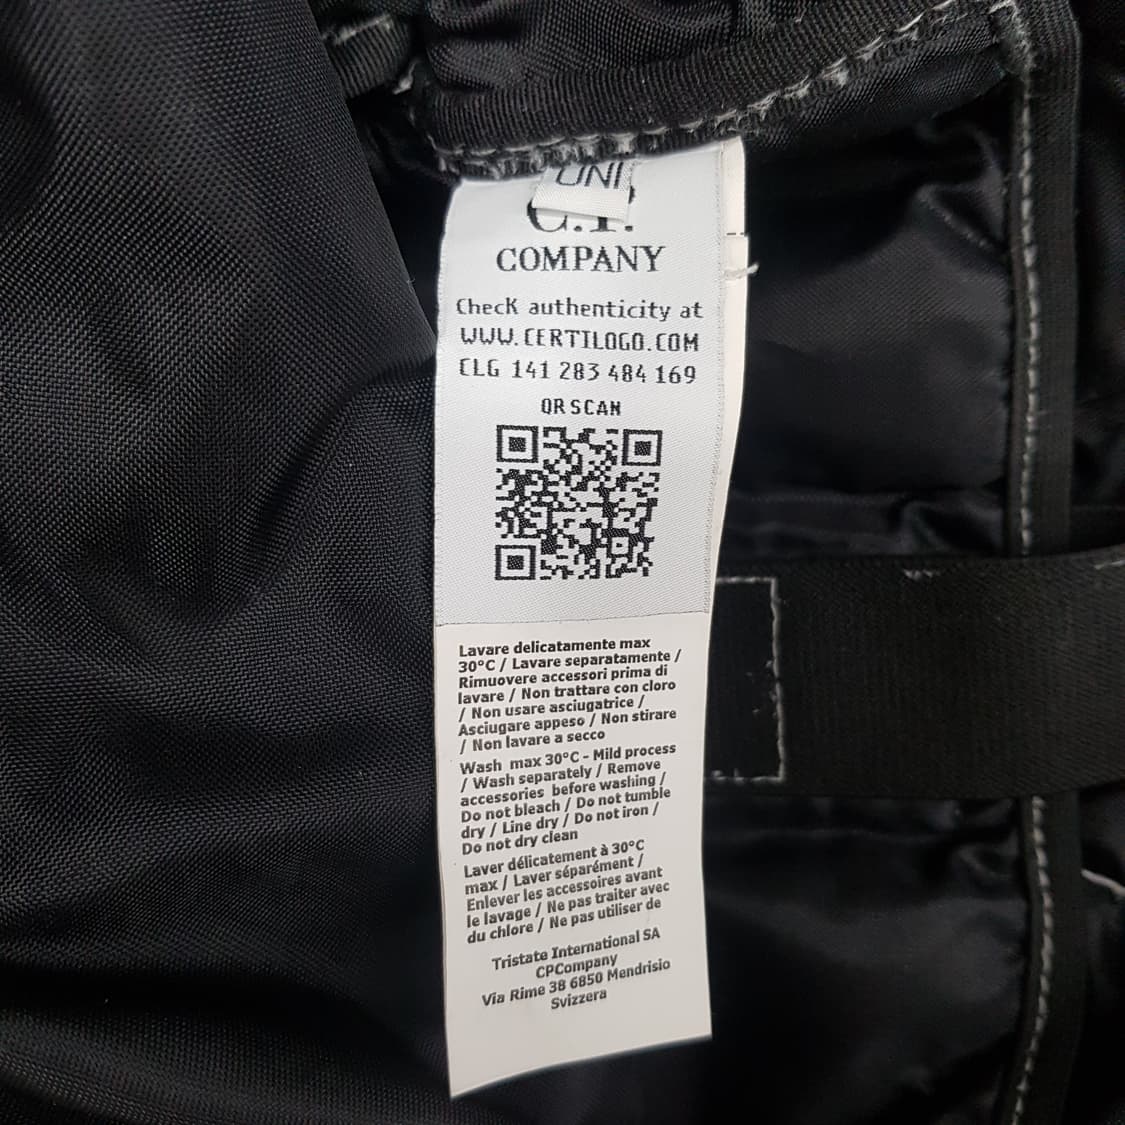 UNI
C.P.
COMPANY
Check authenticity at
WWW.CERTILOGO.COM
CLG 141 283 484 169
QR SCAN
Lavare delicatamente max
30°C / Lavare separatamente /
Rimuovere accessori prima di
lavare / Non trattare con cloro
/ Non usare asciugatrice /
Asciugare appeso / Non stirare
/ Non lavare a secco
Wash max 30°C - Mild process
/ Wash separately / Remove
accessories before washing /
Do not bleach / Do not tumble
dry / Line dry / Do not iron /
Do not dry clean
Laver délicatement à 30°C
max / Laver séparément /
Enlever les accessoires avant
le lavage / Ne pas traiter avec
du chlore / Ne pas utiliser de
Tristate International SA
CPCompany
Via Rime 38 6850 Mendrisio
Svizzera